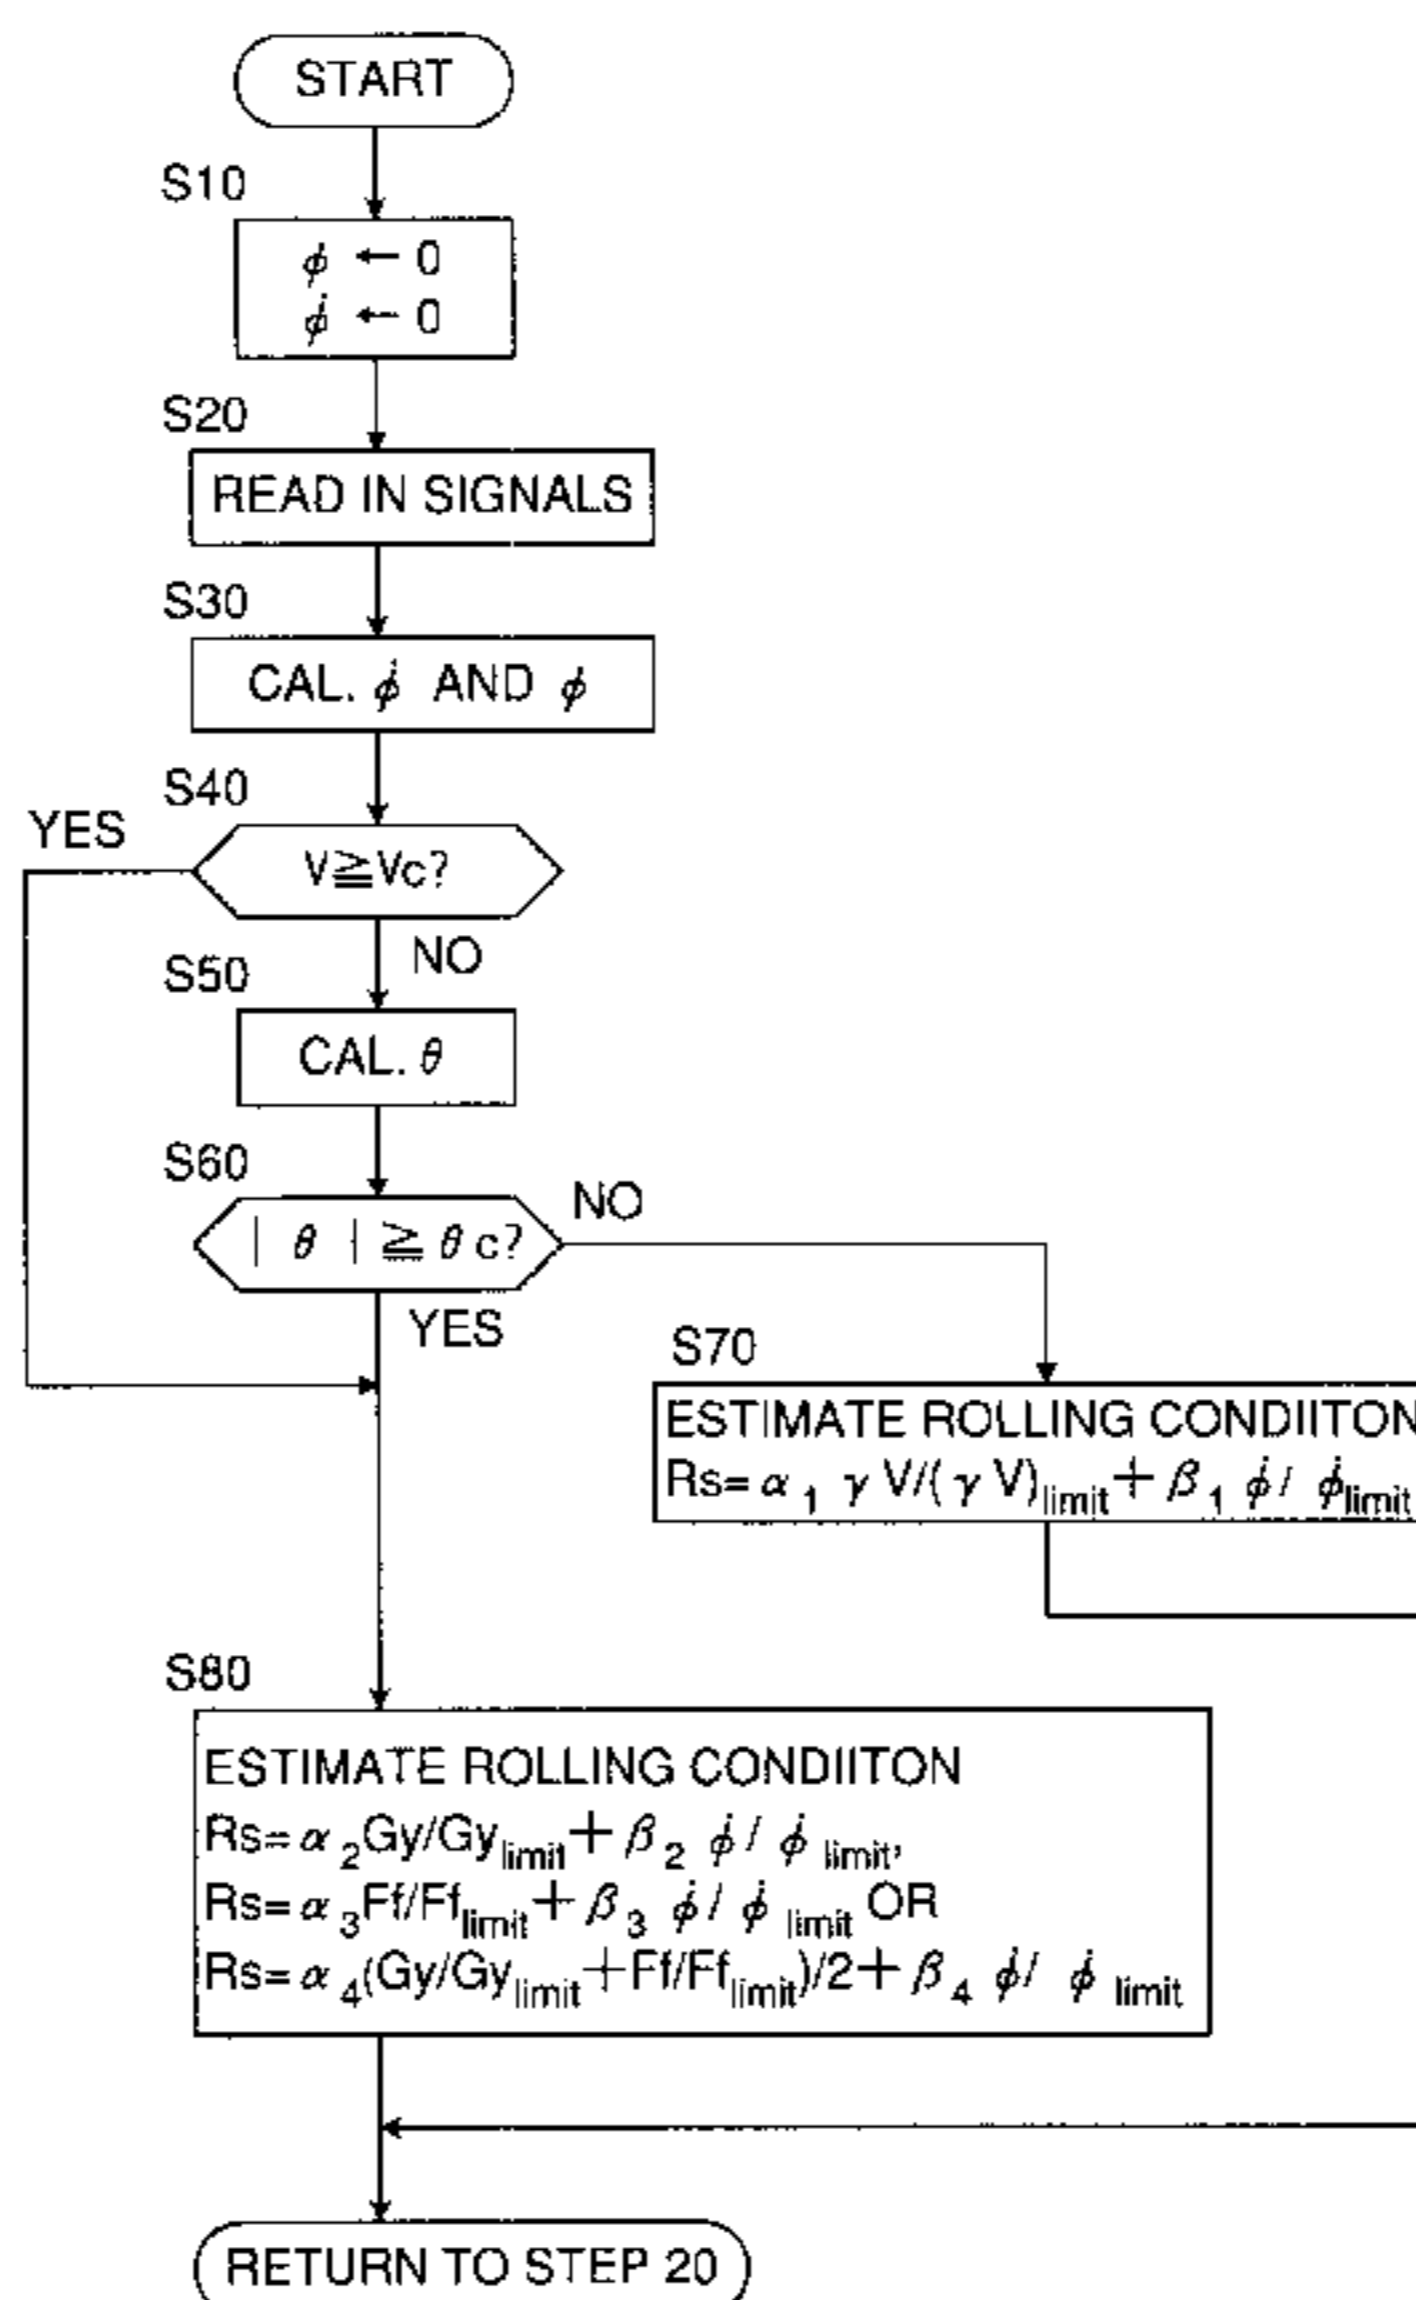 START
S10
ϕ ← 0
ϕ̇ ← 0
S20
READ IN SIGNALS
S30
CAL. ϕ̇ AND ϕ
S40
YES
V≧Vc?
NO
S50
CAL. θ
S60
NO
| θ | ≧ θ c?
YES
S70
ESTIMATE ROLLING CONDIITON
Rs= α₁ γ V/( γ V)limit + β₁ ϕ̇ / ϕ̇limit
S80
ESTIMATE ROLLING CONDIITON
Rs= α₂Gy/Gylimit + β₂ ϕ̇ / ϕ̇ limit,
Rs= α₃Ff/Fflimit + β₃ ϕ̇ / ϕ̇ limit OR
Rs= α₄(Gy/Gylimit + Ff/Fflimit)/2 + β₄ ϕ̇ / ϕ̇ limit
RETURN TO STEP 20